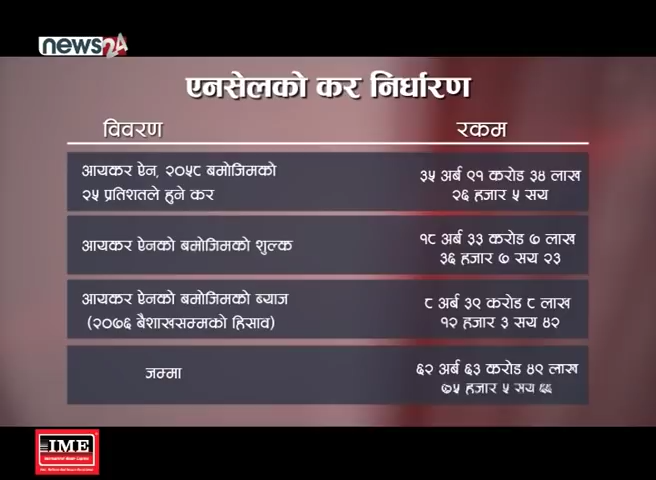 news24
एनसेलको कर निर्धारण
विवरण
रकम
आयकर ऐन, २०५८ बमोजिमको
२५ प्रतिशतले हुने कर
३५ अर्ब ९१ करोड ३४ लाख
२६ हजार ५ सय
आयकर ऐनको बमोजिमको शुल्क
१८ अर्ब ३३ करोड ७ लाख
३६ हजार ७ सय २३
आयकर ऐनको बमोजिमको ब्याज
(२०७६ बैशाखसम्मको हिसाव)
८ अर्ब ३९ करोड ८ लाख
१२ हजार ३ सय ४२
जम्मा
६२ अर्ब ६३ करोड ४९ लाख
७५ हजार ५ सय ६६
IME